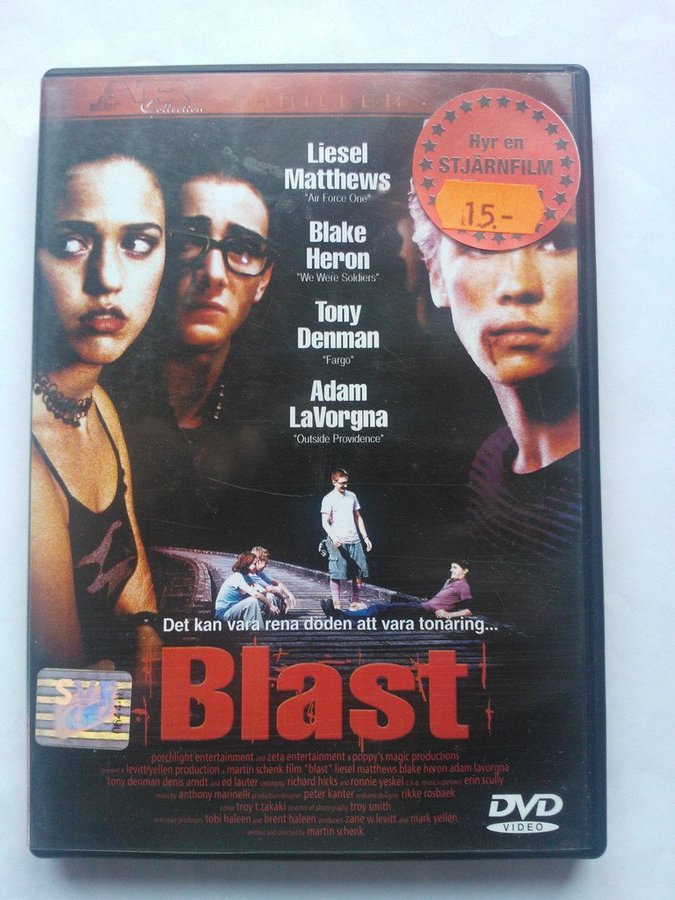 Collection
THRILLER
Hyr en
STJÄRNFILM
15.-
Liesel
Matthews
"Air Force One"
Blake
Heron
"We Were Soldiers"
Tony
Denman
"Fargo"
Adam
LaVorgna
"Outside Providence"
Det kan vara rena döden att vara tonåring...
Blast
porchlight entertainment and zeta entertainment & poppy's magic productions
present a levitt/yellen production a martin schenk film "blast" liesel matthews blake heron adam lavorgna
tony denman denis arndt and ed lauter casting by richard hicks and ronnie yeskel c.s.a. music supervisor erin scully
music by anthony marinelli production designer peter kanter costume designer rikke rosbaek
editor troy t.takaki director of photography troy smith
executive producers tobi haleen and brent haleen producers zane w.levitt and mark yellen
written and directed by martin schenk
DVD
VIDEO